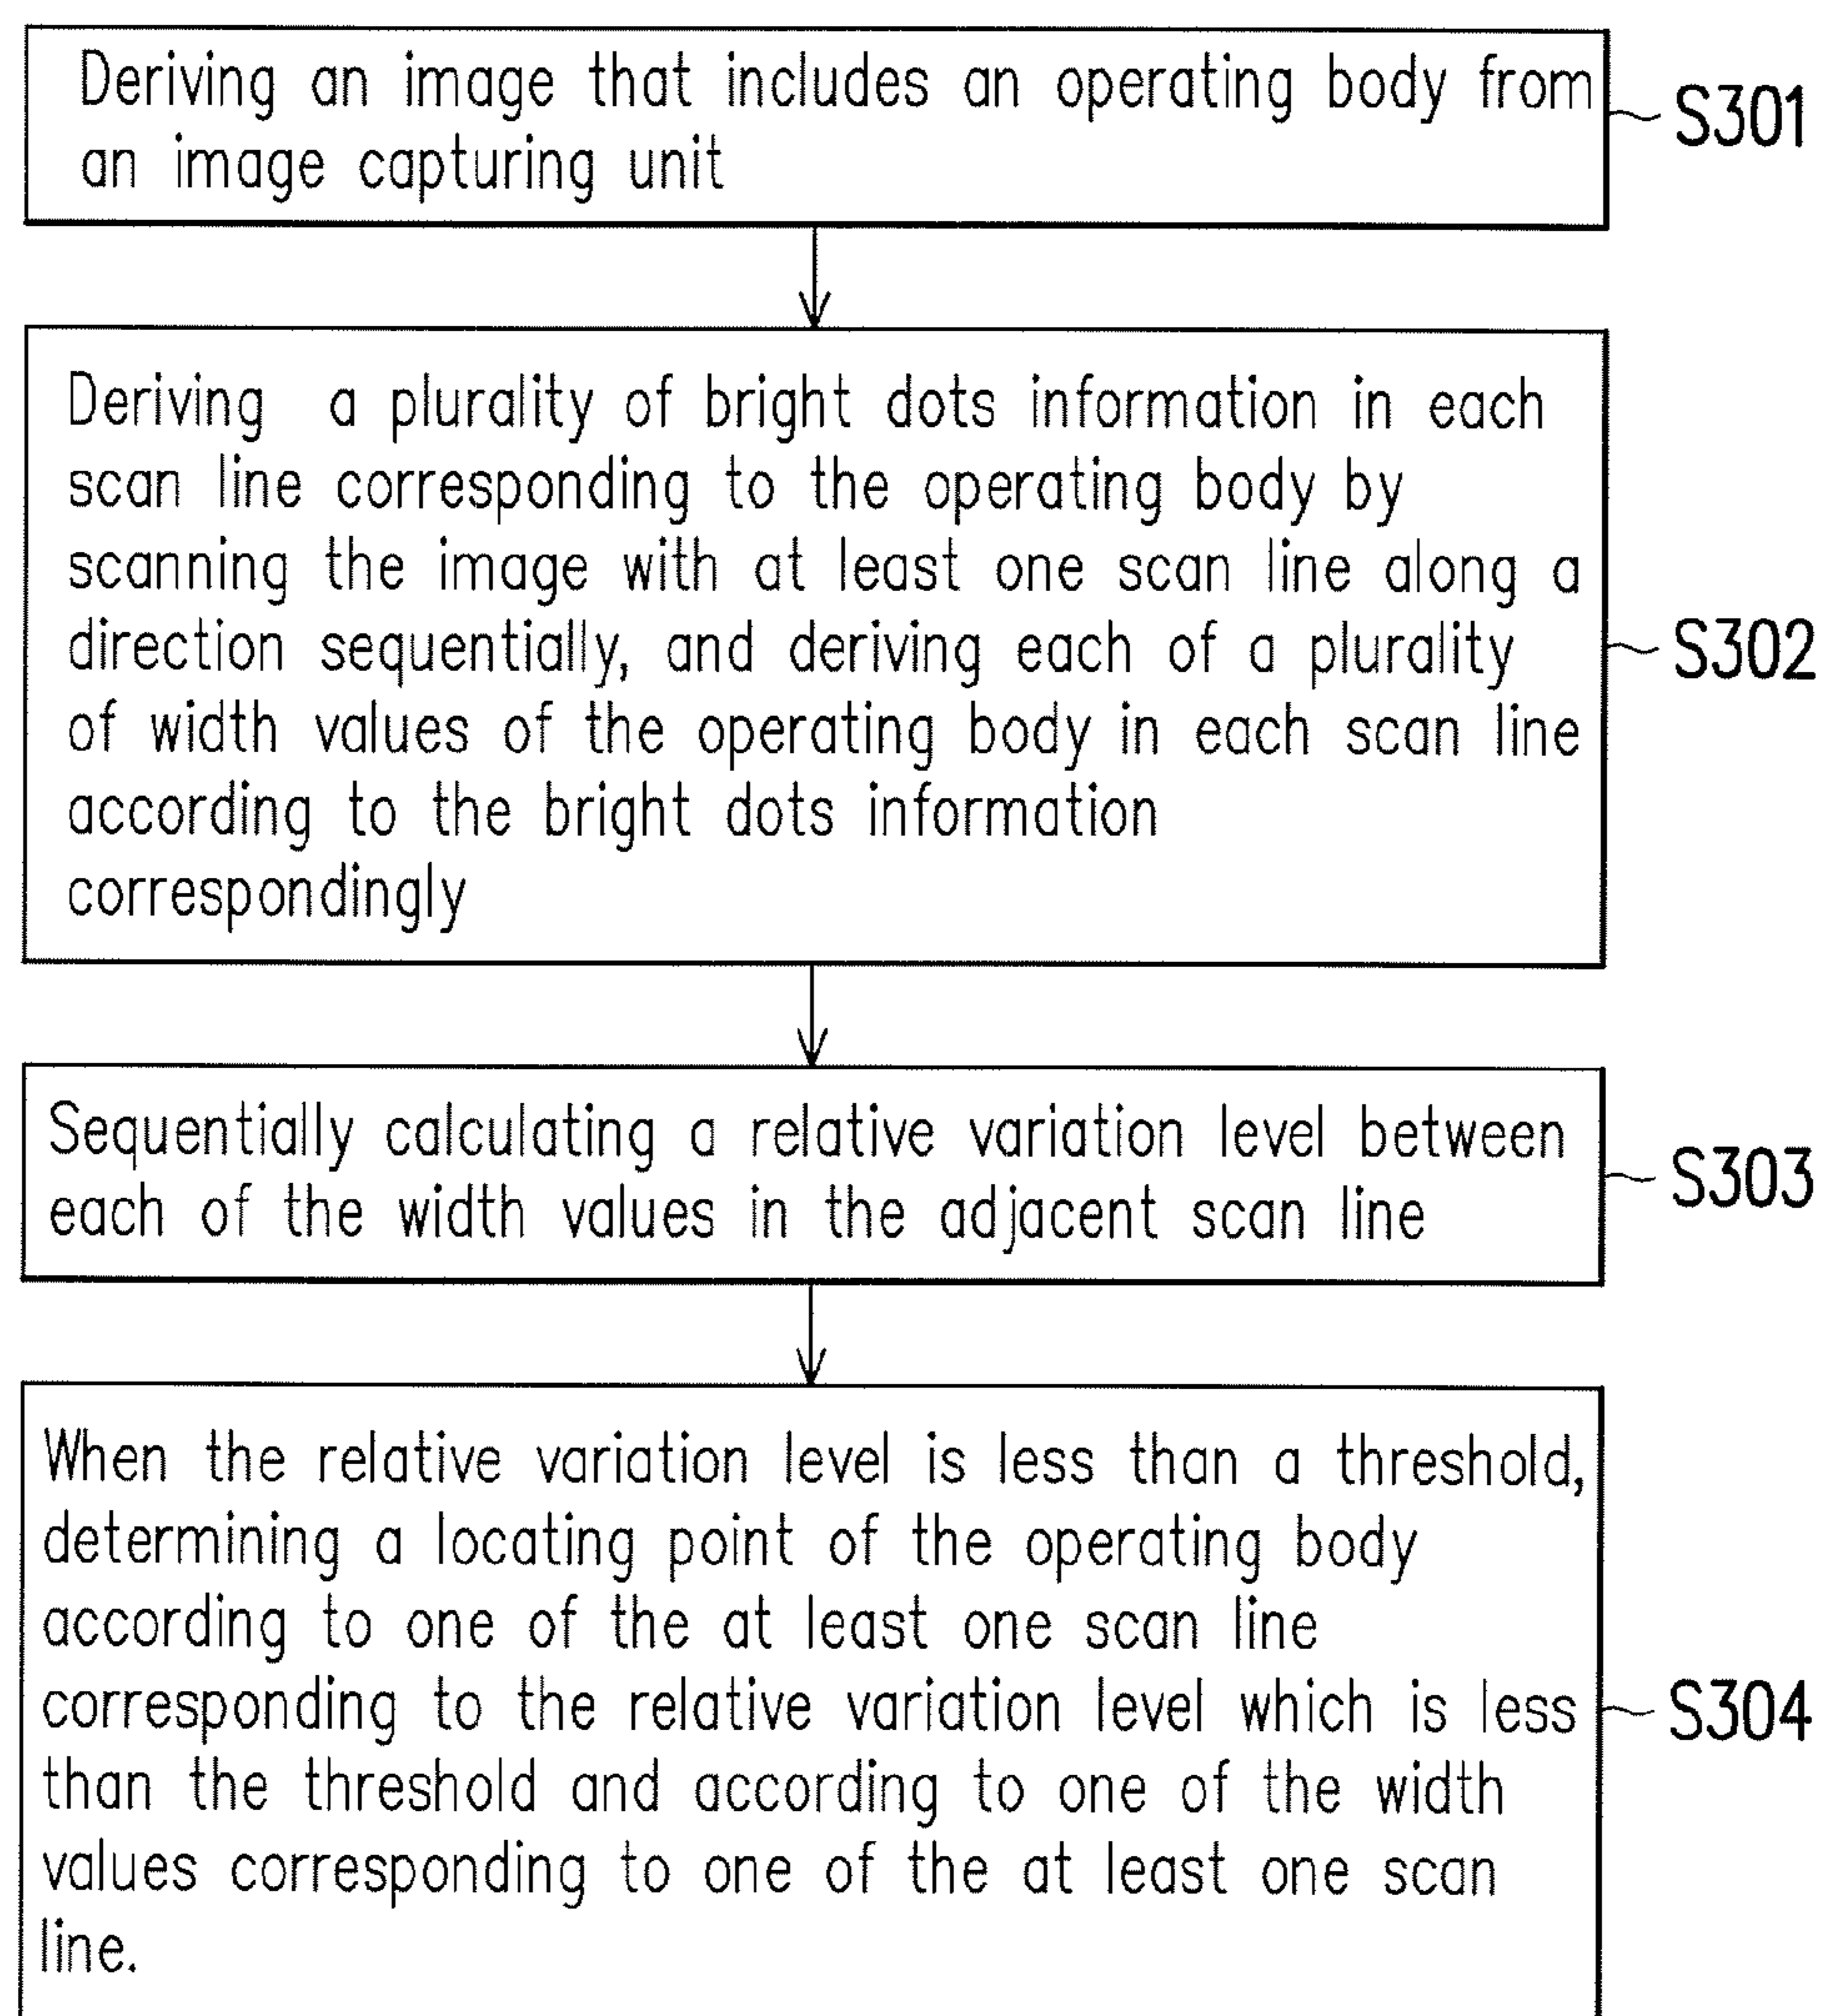 Deriving an image that includes an operating body from
an image capturing unit
S301
Deriving a plurality of bright dots information in each
scan line corresponding to the operating body by
scanning the image with at least one scan line along a
direction sequentially, and deriving each of a plurality
of width values of the operating body in each scan line
according to the bright dots information
correspondingly
S302
Sequentially calculating a relative variation level between
each of the width values in the adjacent scan line
S303
When the relative variation level is less than a threshold,
determining a locating point of the operating body
according to one of the at least one scan line
corresponding to the relative variation level which is less
than the threshold and according to one of the width
values corresponding to one of the at least one scan
line.
S304